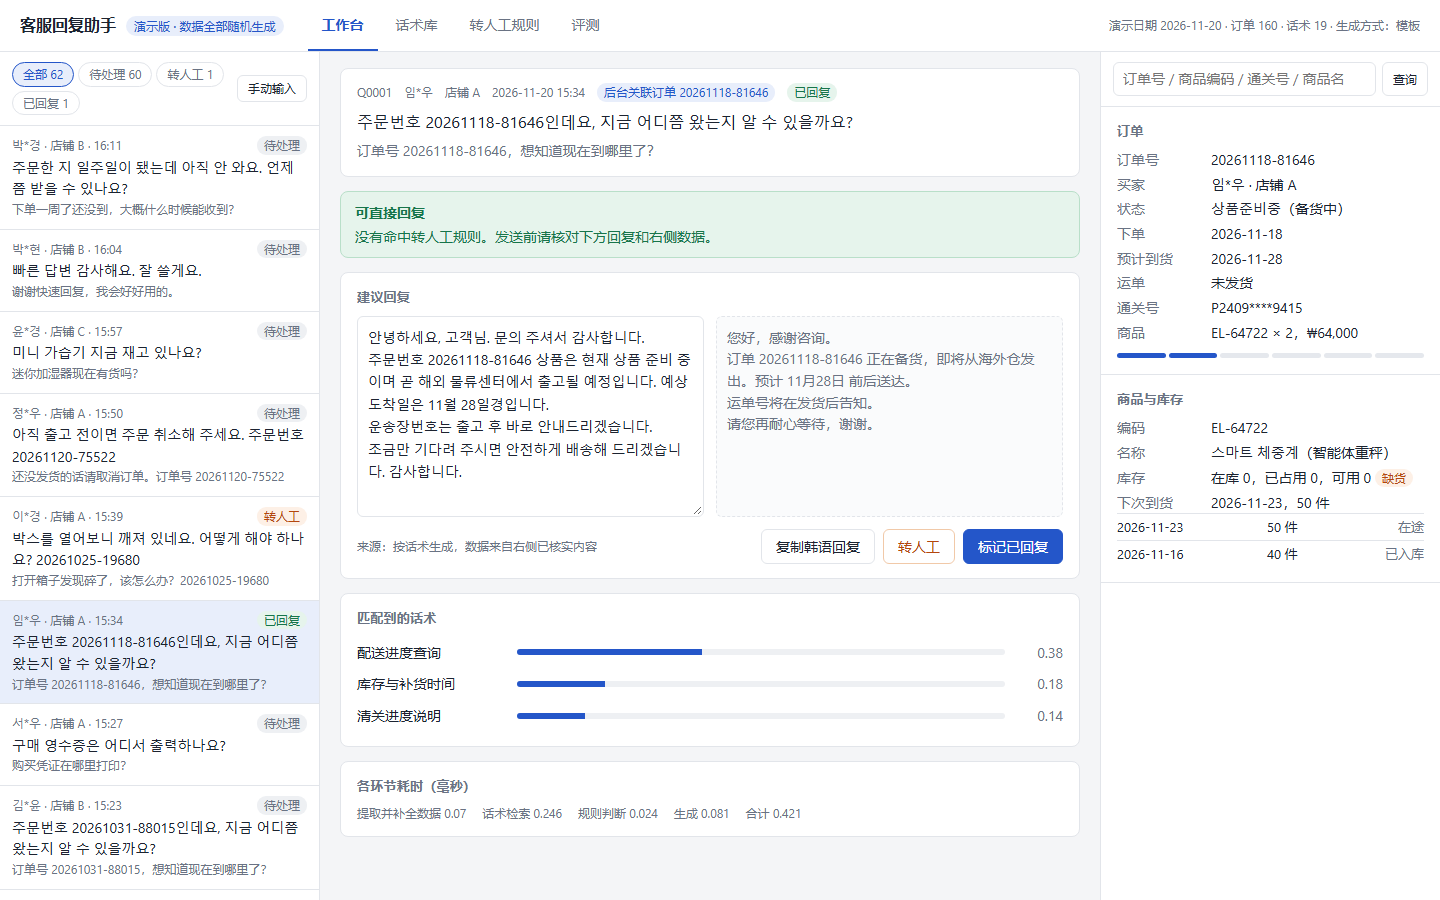 客服回复助手 演示版 · 数据全部随机生成 工作台 话术库 转人工规则 评测 演示日期 2026-11-20 · 订单 160 · 话术 19 · 生成方式：模板
全部 62 待处理 60 转人工 1
已回复 1
手动输入
박*경 · 店铺 B · 16:11 待处理
주문한 지 일주일이 됐는데 아직 안 와요. 언제
쯤 받을 수 있나요?
下单一周了还没到，大概什么时候能收到？
박*현 · 店铺 B · 16:04 待处理
빠른 답변 감사해요. 잘 쓸게요.
谢谢快速回复，我会好好用的。
윤*경 · 店铺 C · 15:57 待处理
미니 가습기 지금 재고 있나요?
迷你加湿器现在有货吗？
정*우 · 店铺 A · 15:50 待处理
아직 출고 전이면 주문 취소해 주세요. 주문번호
20261120-75522
还没发货的话请取消订单。订单号 20261120-75522
이*경 · 店铺 A · 15:39 转人工
박스를 열어보니 깨져 있네요. 어떻게 해야 하나
요? 20261025-19680
打开箱子发现碎了，该怎么办？20261025-19680
임*우 · 店铺 A · 15:34 已回复
주문번호 20261118-81646인데요, 지금 어디쯤
왔는지 알 수 있을까요?
订单号 20261118-81646，想知道现在到哪里了？
서*우 · 店铺 A · 15:27 待处理
구매 영수증은 어디서 출력하나요?
购买凭证在哪里打印？
김*윤 · 店铺 B · 15:23 待处理
주문번호 20261031-88015인데요, 지금 어디쯤
왔는지 알 수 있을까요?
订单号 20261031-88015，想知道现在到哪里了？
Q0001 임*우 店铺 A 2026-11-20 15:34 后台关联订单 20261118-81646 已回复
주문번호 20261118-81646인데요, 지금 어디쯤 왔는지 알 수 있을까요?
订单号 20261118-81646，想知道现在到哪里了？
可直接回复
没有命中转人工规则。发送前请核对下方回复和右侧数据。
建议回复
안녕하세요, 고객님. 문의 주셔서 감사합니다.
주문번호 20261118-81646 상품은 현재 상품 준비 중
이며 곧 해외 물류센터에서 출고될 예정입니다. 예상
도착일은 11월 28일경입니다.
운송장번호는 출고 후 바로 안내드리겠습니다.
조금만 기다려 주시면 안전하게 배송해 드리겠습니
다. 감사합니다.
您好，感谢咨询。
订单 20261118-81646 正在备货，即将从海外仓发
出。预计 11月28日 前后送达。
运单号将在发货后告知。
请您再耐心等待，谢谢。
来源：按话术生成，数据来自右侧已核实内容 复制韩语回复 转人工 标记已回复
匹配到的话术
配送进度查询 0.38
库存与补货时间 0.18
清关进度说明 0.14
各环节耗时（毫秒）
提取并补全数据 0.07 话术检索 0.246 规则判断 0.024 生成 0.081 合计 0.421
订单号 / 商品编码 / 通关号 / 商品名 查询
订单
订单号 20261118-81646
买家 임*우 · 店铺 A
状态 상품준비중（备货中）
下单 2026-11-18
预计到货 2026-11-28
运单 未发货
通关号 P2409****9415
商品 EL-64722 × 2，₩64,000
商品与库存
编码 EL-64722
名称 스마트 체중계（智能体重秤）
库存 在库 0，已占用 0，可用 0 缺货
下次到货 2026-11-23，50 件
2026-11-23 50 件 在途
2026-11-16 40 件 已入库